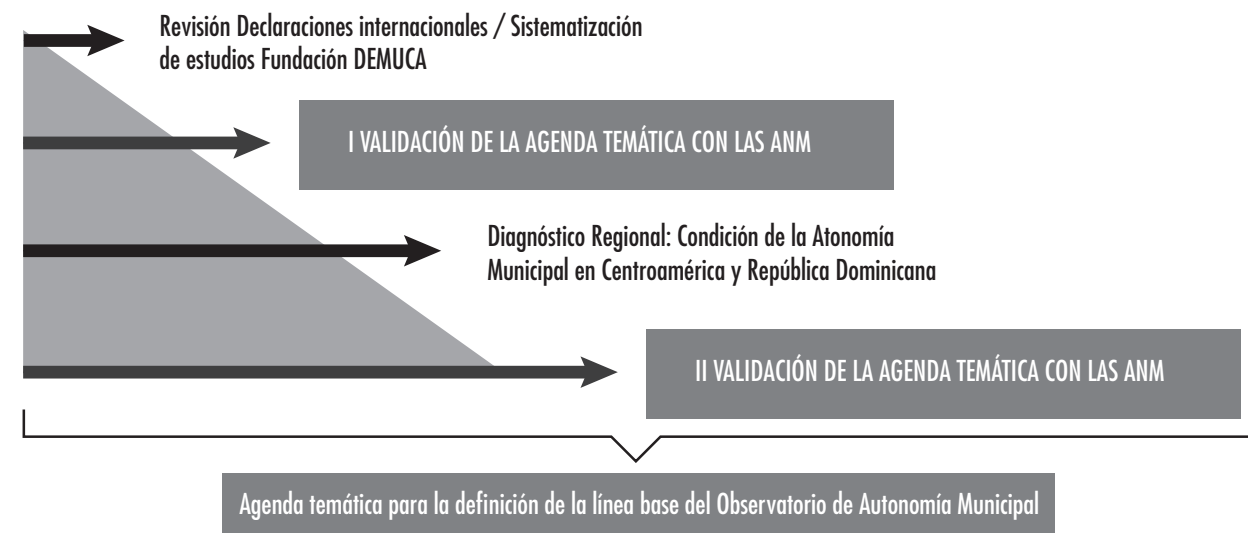 Revisión Declaraciones internacionales / Sistematización
de estudios Fundación DEMUCA
I VALIDACIÓN DE LA AGENDA TEMÁTICA CON LAS ANM
Diagnóstico Regional: Condición de la Atonomía
Municipal en Centroamérica y República Dominicana
II VALIDACIÓN DE LA AGENDA TEMÁTICA CON LAS ANM
Agenda temática para la definición de la línea base del Observatorio de Autonomía Municipal